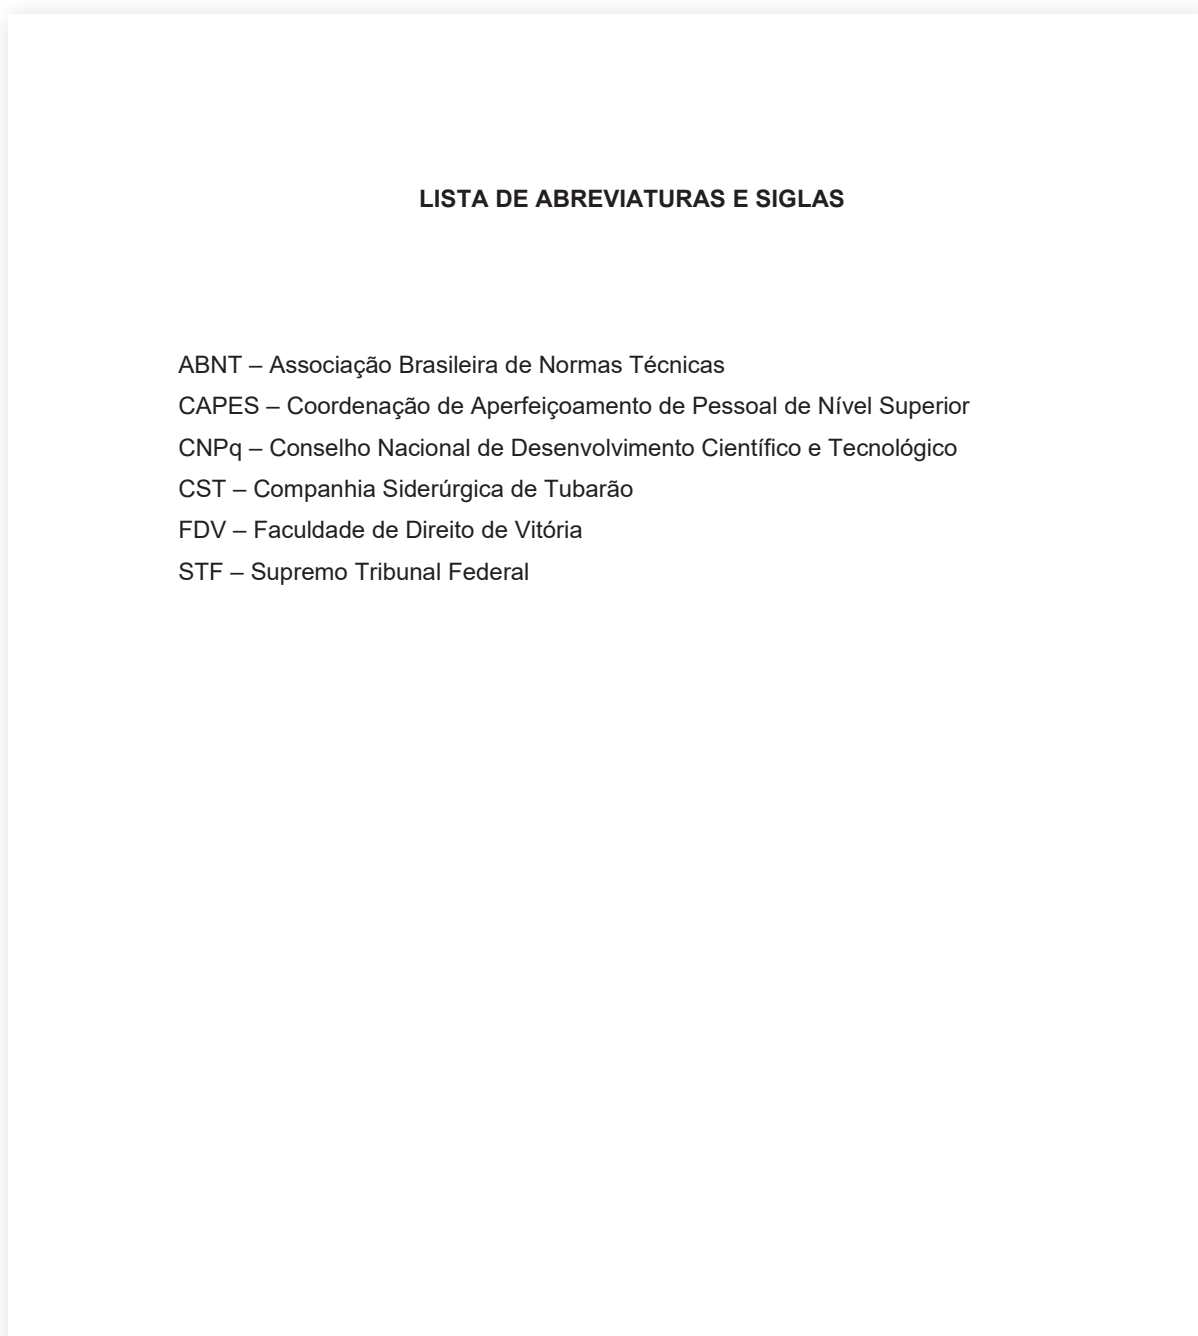 LISTA DE ABREVIATURAS E SIGLAS
ABNT – Associação Brasileira de Normas Técnicas
CAPES – Coordenação de Aperfeiçoamento de Pessoal de Nível Superior
CNPq – Conselho Nacional de Desenvolvimento Científico e Tecnológico
CST – Companhia Siderúrgica de Tubarão
FDV – Faculdade de Direito de Vitória
STF – Supremo Tribunal Federal